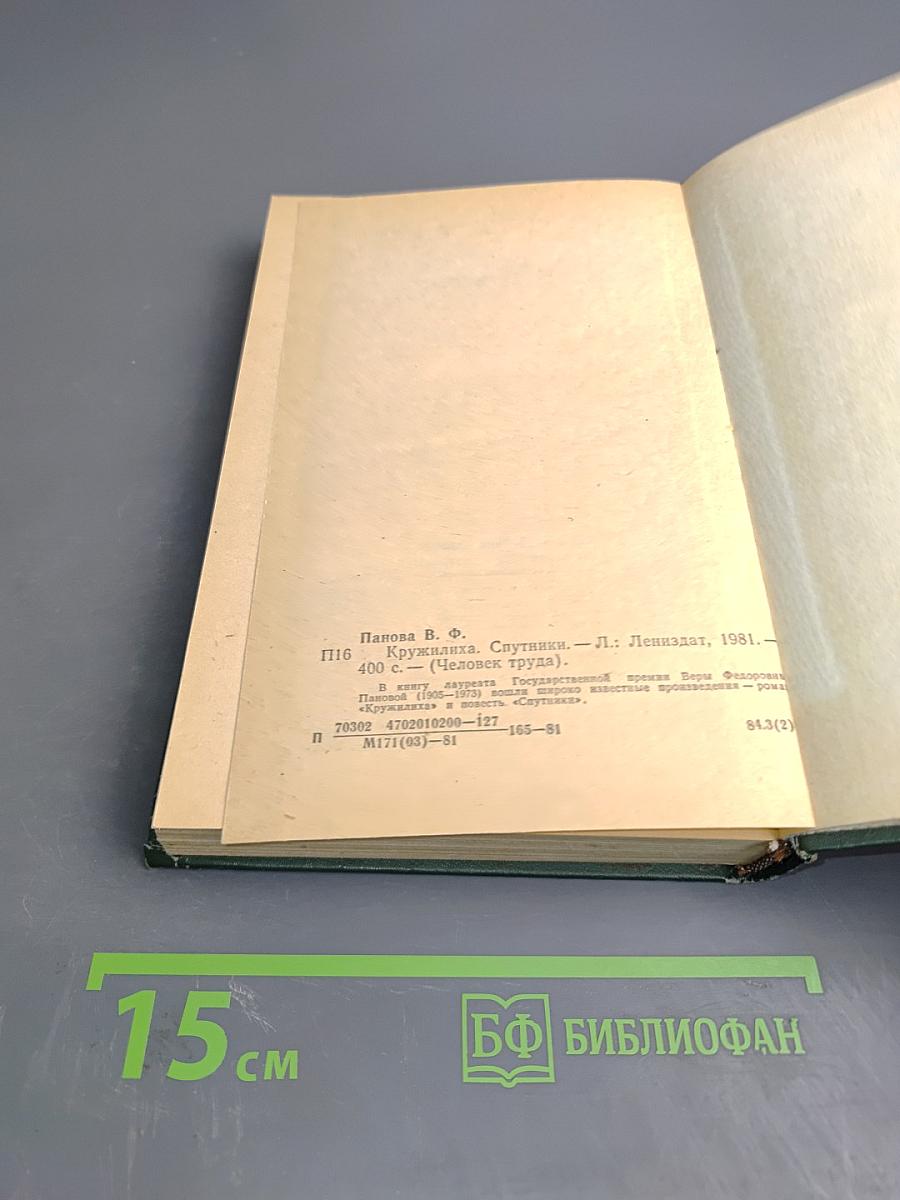 Панова В. Ф.
П16 Кружилиха. Спутники. — Л.: Лениздат, 1981. —
400 с. — (Человек труда).
В книгу лауреата Государственной премии Веры Федоровны
Пановой (1905—1973) вошли широко известные произведения — роман
«Кружилиха» и повесть «Спутники».
П 70302 4702010200—127
М171(03)—81
165—81
84.3(2)
15 см
БФ БИБЛИОФАН